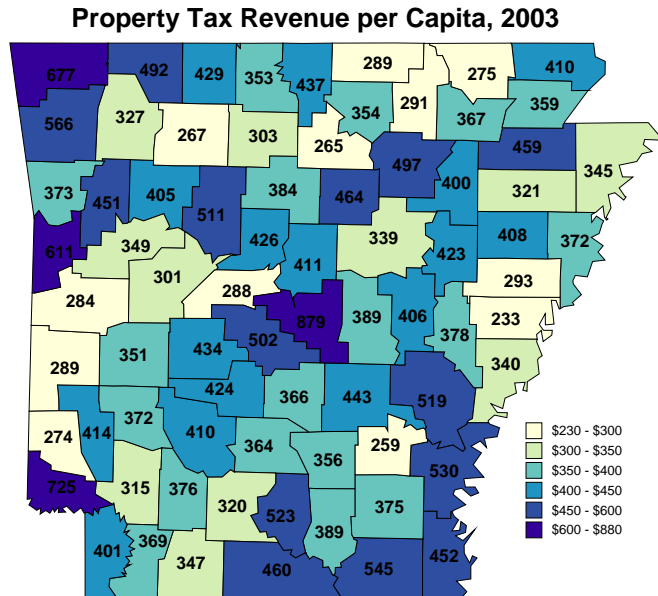 Property Tax Revenue per Capita, 2003
677 492 429 353 437 289 275 410
566 327 267 303 265 354 291 367 359
373 451 405 511 384 464 497 400 459 345
321
611 349 426 339 423 408 372
284 301 288 411 293
879 389 406 378 233
289 351 434 502 340
424 366 443 519
274 414 372 410 364 356 259 530
725 315 376 320 523 389 375
401 369 347 460 545 452
$230 - $300
$300 - $350
$350 - $400
$400 - $450
$450 - $600
$600 - $880